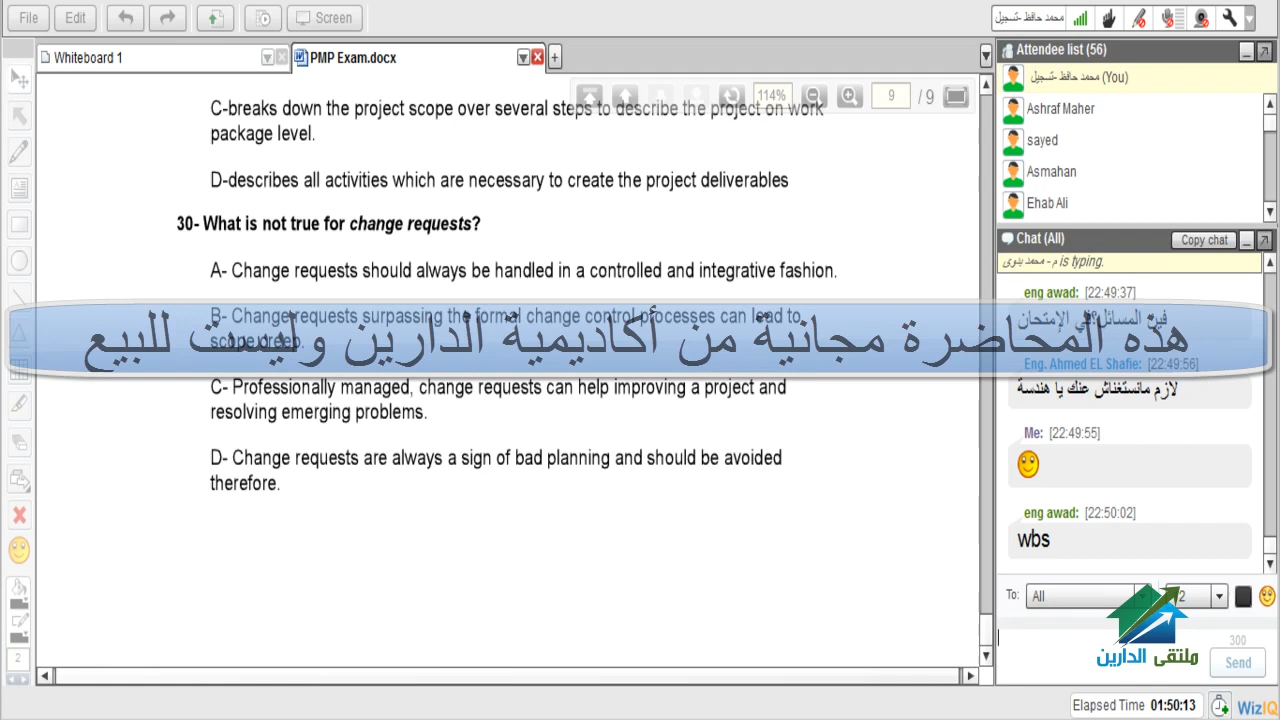 File
Edit
Screen
محمد حافظ -تسجيل
Whiteboard 1
PMP Exam.docx
Attendee list (56)
محمد حافظ -تسجيل (You)
Ashraf Maher
sayed
Asmahan
Ehab Ali
114%
9 / 9
C-breaks down the project scope over several steps to describe the project on work
package level.
D-describes all activities which are necessary to create the project deliverables
30- What is not true for change requests?
A- Change requests should always be handled in a controlled and integrative fashion.
B- Change requests surpassing the formal change control processes can lead to
scope creep.
هذه المحاضرة مجانية من أكاديمية الدارين وليست للبيع
C- Professionally managed, change requests can help improving a project and
resolving emerging problems.
D- Change requests are always a sign of bad planning and should be avoided
therefore.
Chat (All)
Copy chat
م - محمد بدوى is typing.
eng awad: [22:49:37]
فين المسائل؟اللي الإمتحان
Eng. Ahmed EL Shafie: [22:49:56]
لازم مانستغناش عنك يا هندسة
Me: [22:49:55]
eng awad: [22:50:02]
wbs
To:
All
2
300
Send
ملتقى الدارين
2
Elapsed Time 01:50:13
WizIQ